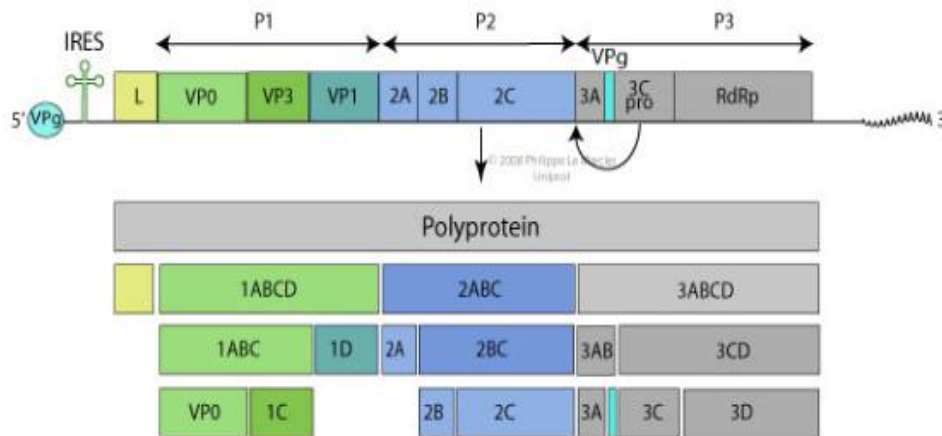 P1 P2 P3
IRES VPg
L VP0 VP3 VP1 2A 2B 2C 3A 3C pro RdRp
5' VPg 3
© 2008 Philippe Le Mercier
Uniprot
Polyprotein
1ABCD 2ABC 3ABCD
1ABC 1D 2A 2BC 3AB 3CD
VP0 1C 2B 2C 3A 3C 3D